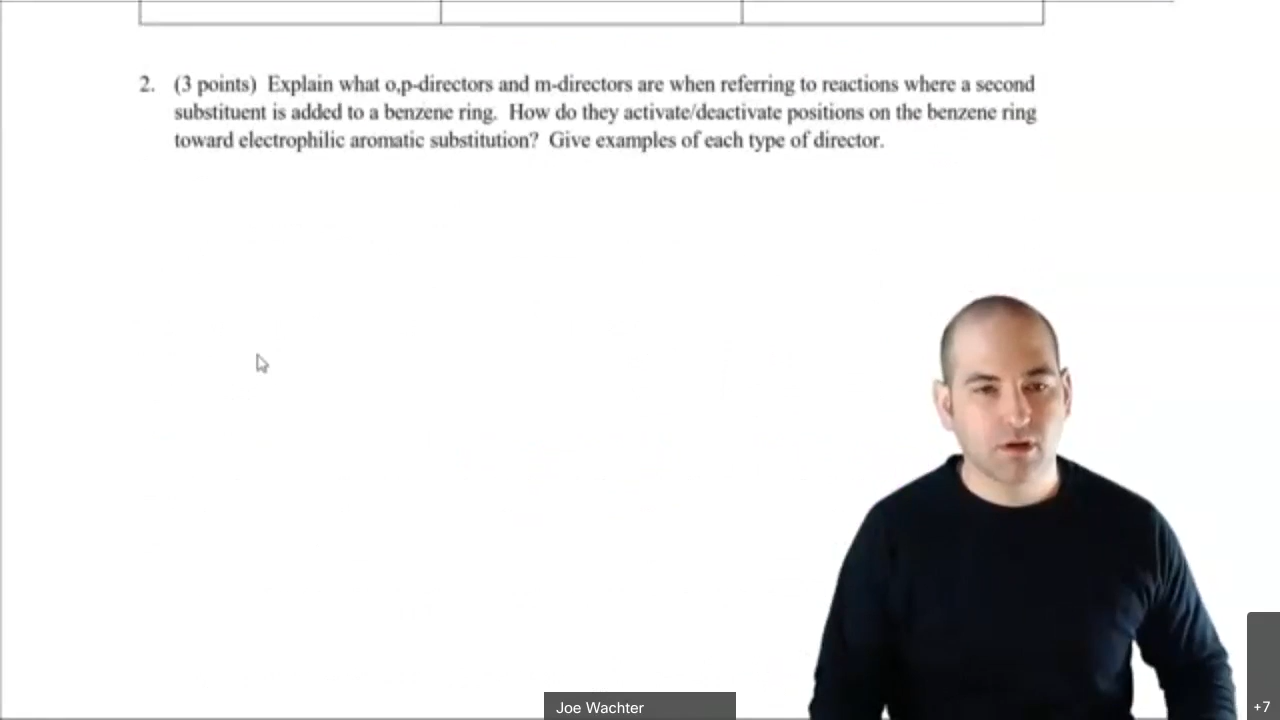 2. (3 points) Explain what o,p-directors and m-directors are when referring to reactions where a second
substituent is added to a benzene ring. How do they activate/deactivate positions on the benzene ring
toward electrophilic aromatic substitution? Give examples of each type of director.
Joe Wachter
+7